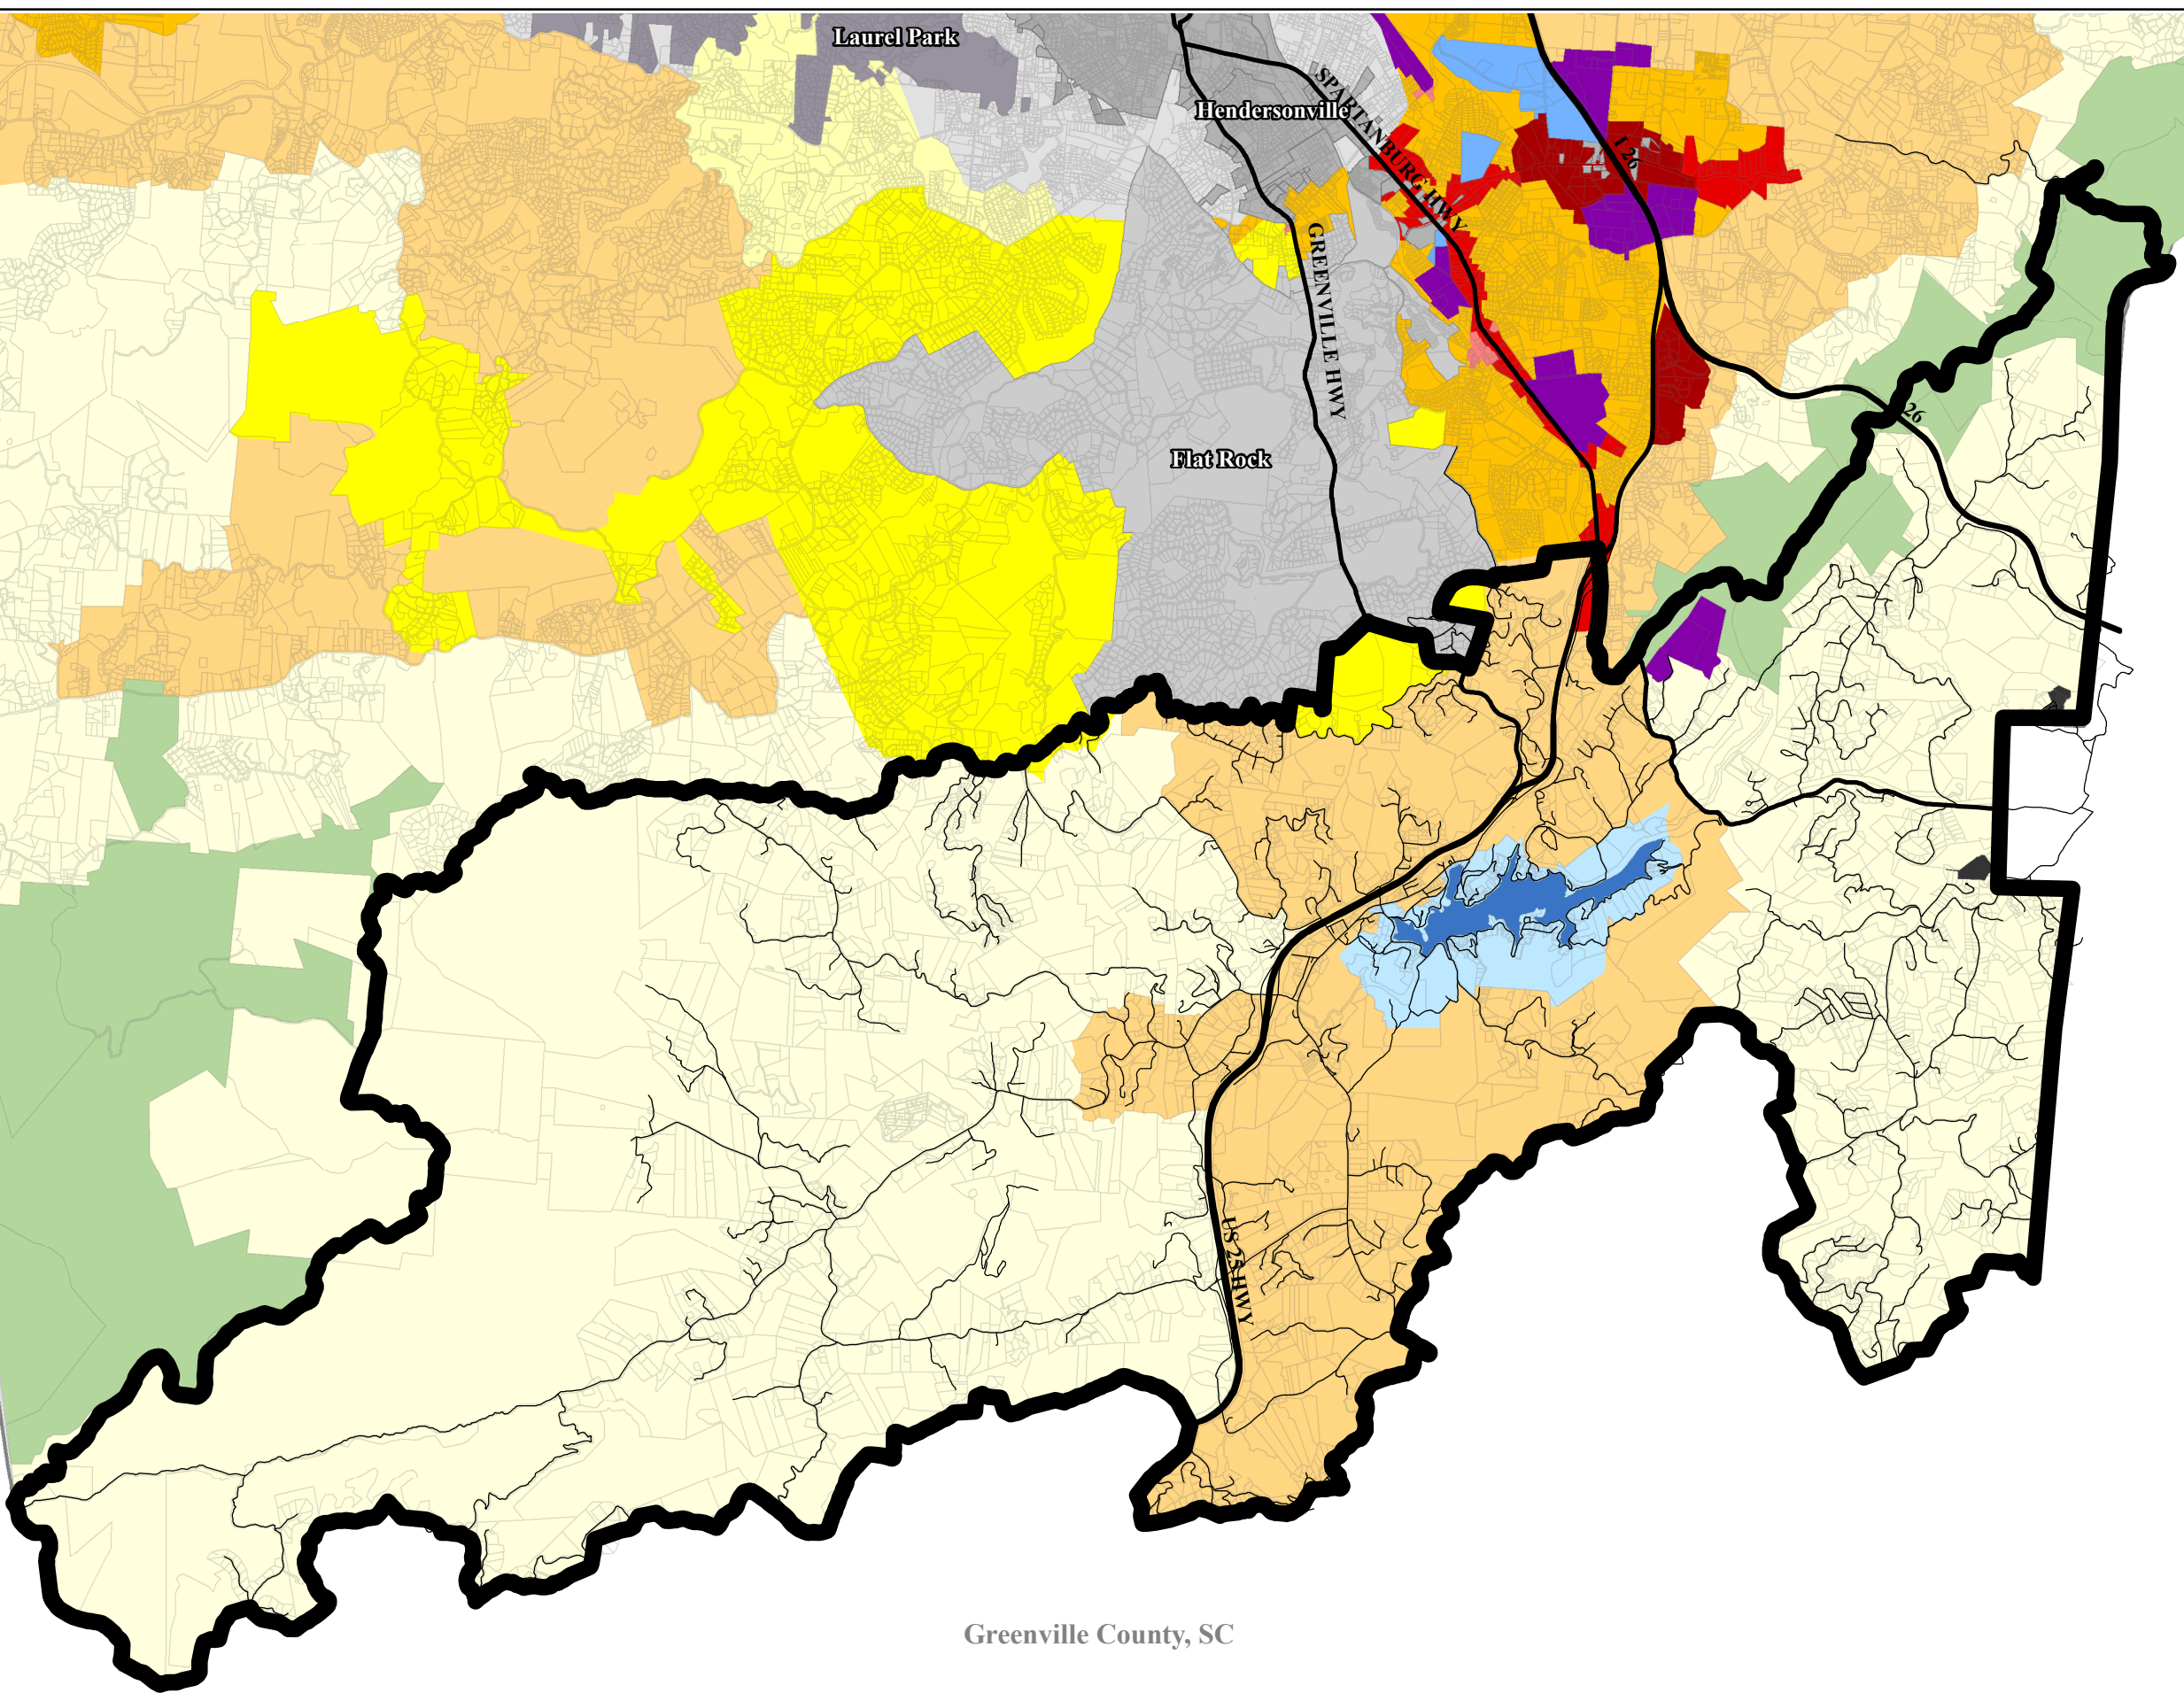 Laurel Park
Hendersonville
SPARTANBURG HWY
I 26
GREENVILLE HWY
26
Flat Rock
US 25 HWY
Greenville County, SC